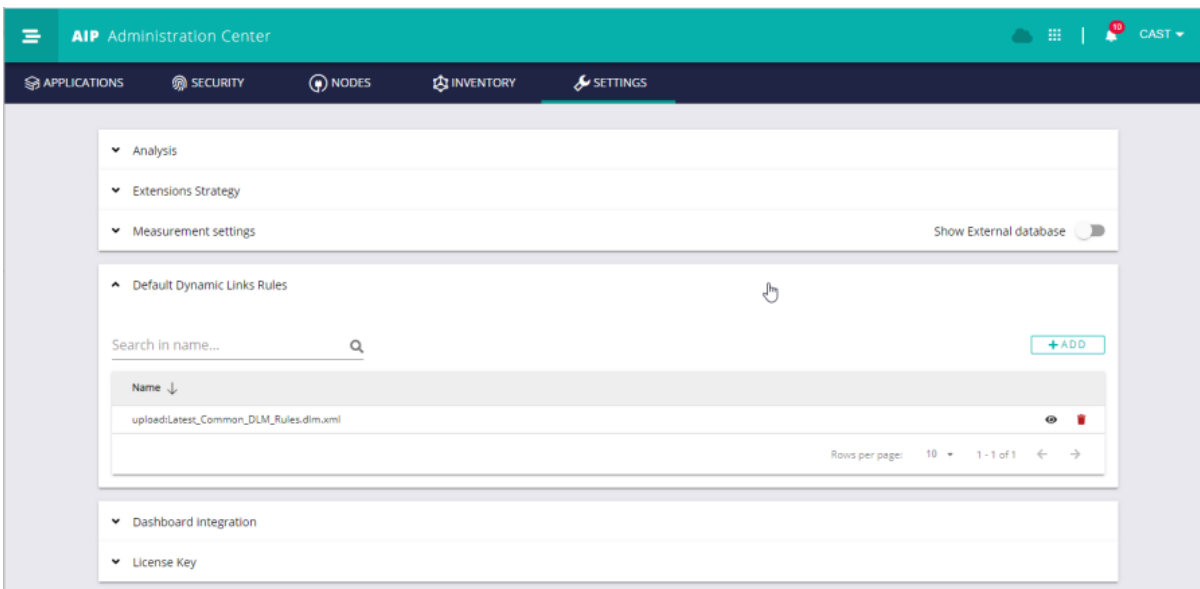 AIP Administration Center
10
CAST
APPLICATIONS SECURITY NODES INVENTORY SETTINGS
Analysis
Extensions Strategy
Measurement settings Show External database
Default Dynamic Links Rules
Search in name...
+ADD
Name ↓
upload:Latest_Common_DLM_Rules.dlm.xml
Rows per page: 10 1 - 1 of 1
Dashboard integration
License Key